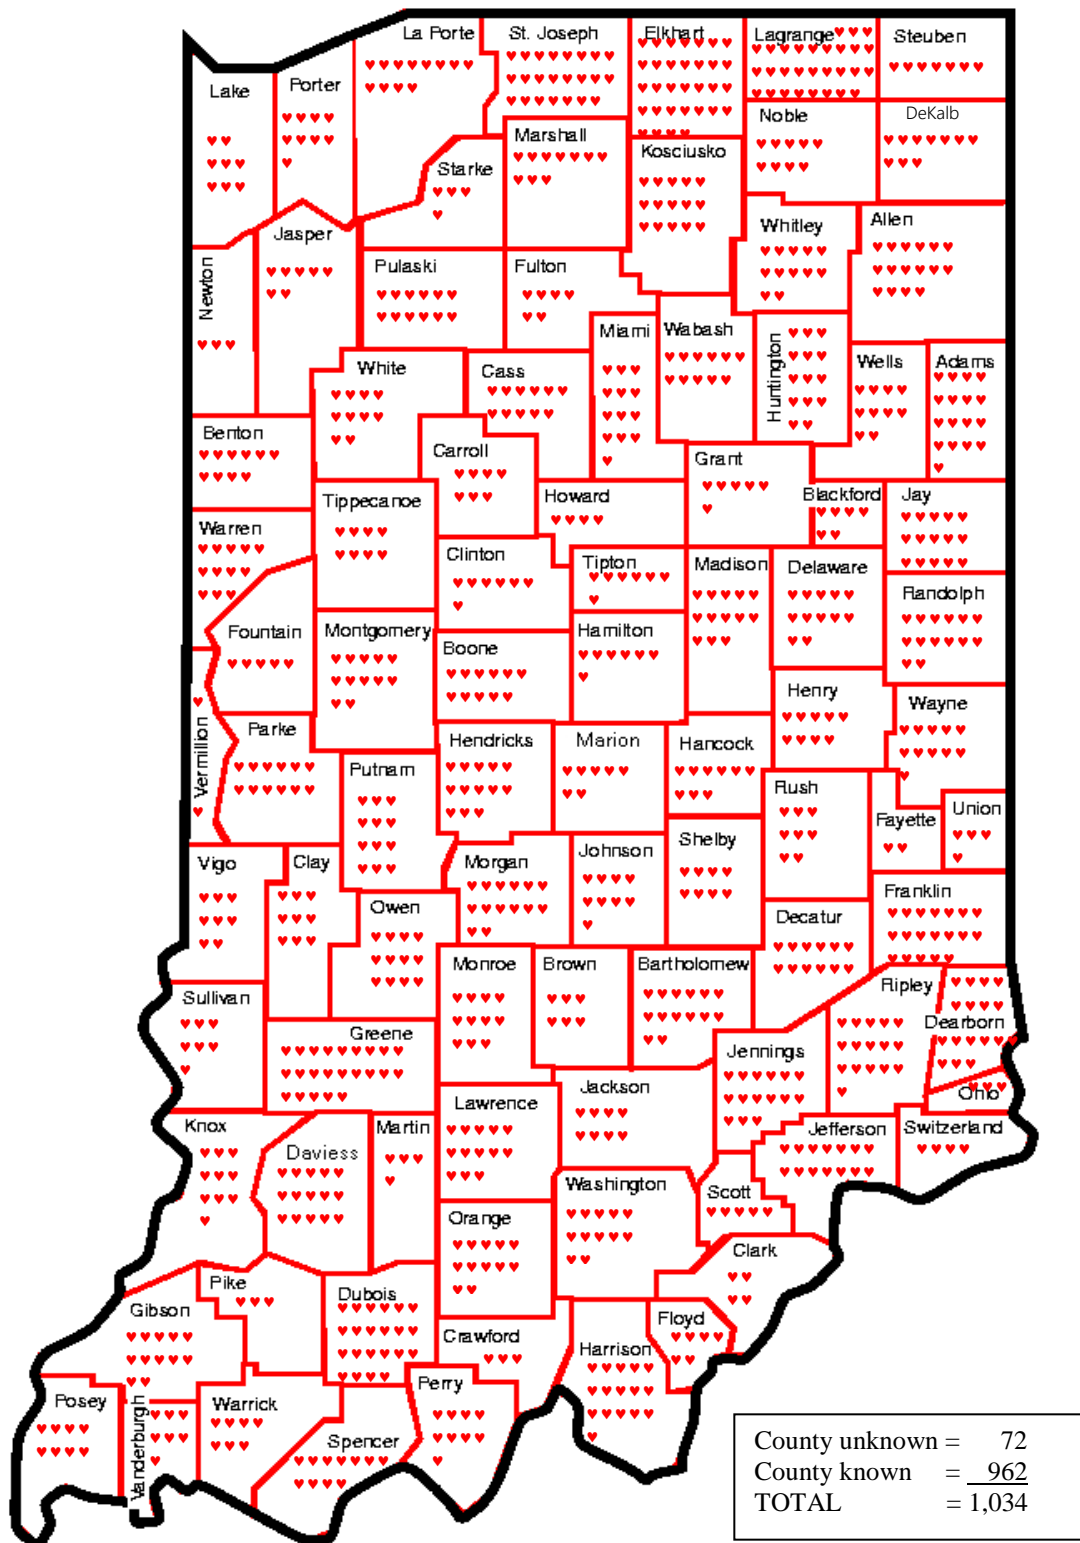 La Porte
St. Joseph
Elkhart
Lagrange
Steuben
Lake
Porter
Noble
DeKalb
Marshall
Kosciusko
Starke
Whitley
Allen
Jasper
Newton
Pulaski
Fulton
Miami
Wabash
Huntington
Wells
Adams
White
Cass
Benton
Carroll
Grant
Tippecanoe
Howard
Blackford
Jay
Warren
Clinton
Tipton
Madison
Delaware
Randolph
Fountain
Montgomery
Boone
Hamilton
Henry
Wayne
Vermillion
Parke
Hendricks
Marion
Hancock
Putnam
Rush
Fayette
Union
Vigo
Clay
Morgan
Johnson
Shelby
Franklin
Owen
Decatur
Monroe
Brown
Bartholomew
Sullivan
Ripley
Dearborn
Greene
Jennings
Jackson
Lawrence
Ohio
Knox
Daviess
Martin
Jefferson
Switzerland
Washington
Scott
Orange
Clark
Pike
Dubois
Gibson
Crawford
Floyd
Harrison
Posey
Vanderburgh
Warrick
Perry
Spencer
County unknown = 72
County known = 962
TOTAL = 1,034